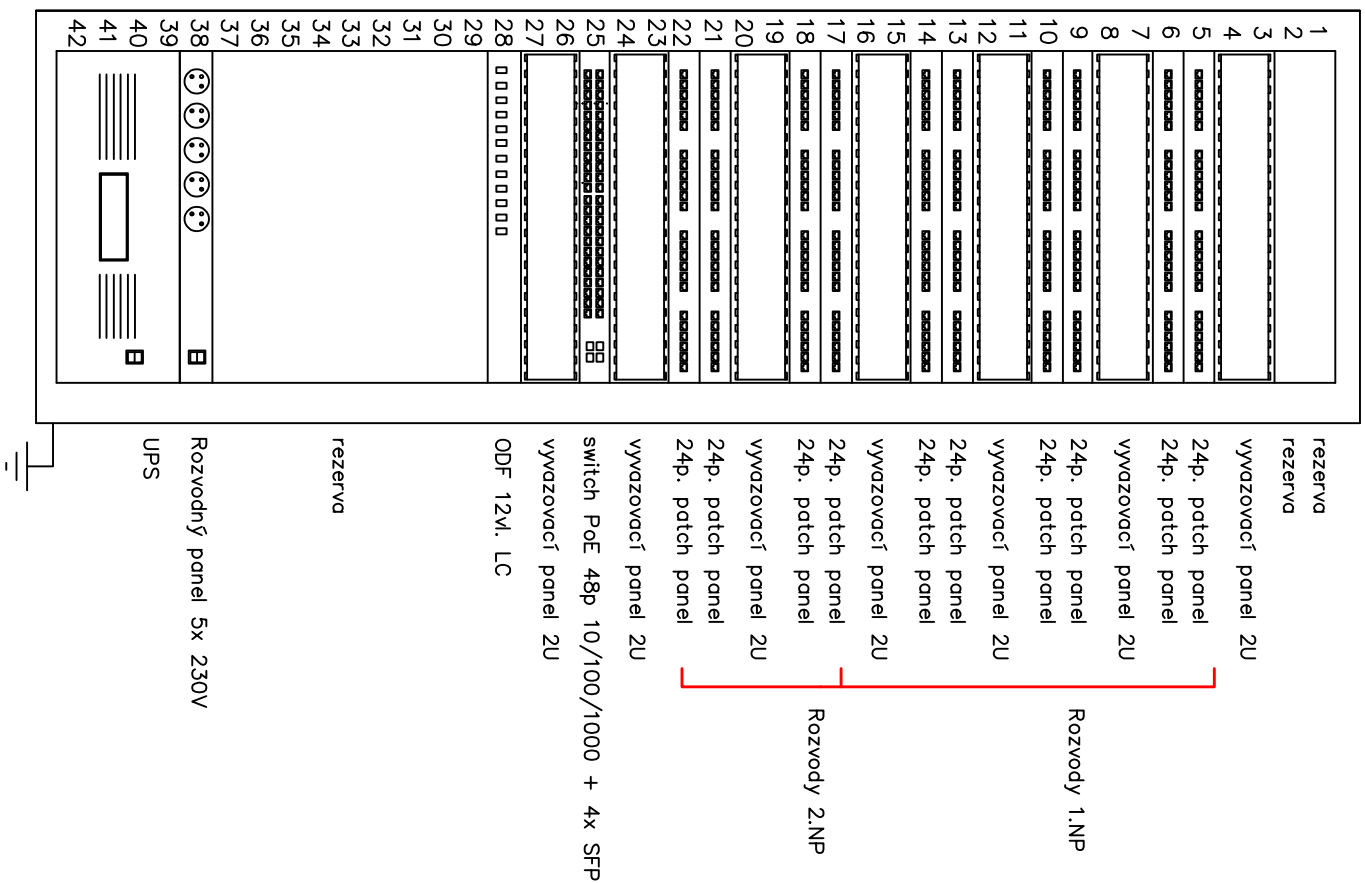 1
2
3
4
5
6
7
8
9
10
11
12
11
12
13
14
15
16
17
18
19
20
21
22
23
24
25
26
27
28
29
30
31
32
33
34
35
36
37
38
39
40
41
42
rezerva
rezerva
vyvazovací panel 2U
24p. patch panel
24p. patch panel
vyvazovací panel 2U
24p. patch panel
24p. patch panel
vyvazovací panel 2U
24p. patch panel
24p. patch panel
vyvazovací panel 2U
24p. patch panel
24p. patch panel
vyvazovací panel 2U
24p. patch panel
24p. patch panel
vyvazovací panel 2U
switch PoE 48p 10/100/1000 + 4x SFP
vyvazovací panel 2U
ODF 12vl. LC
rezerva
Rozvodný panel 5x 230V
UPS
Rozvody 1.NP
Rozvody 2.NP